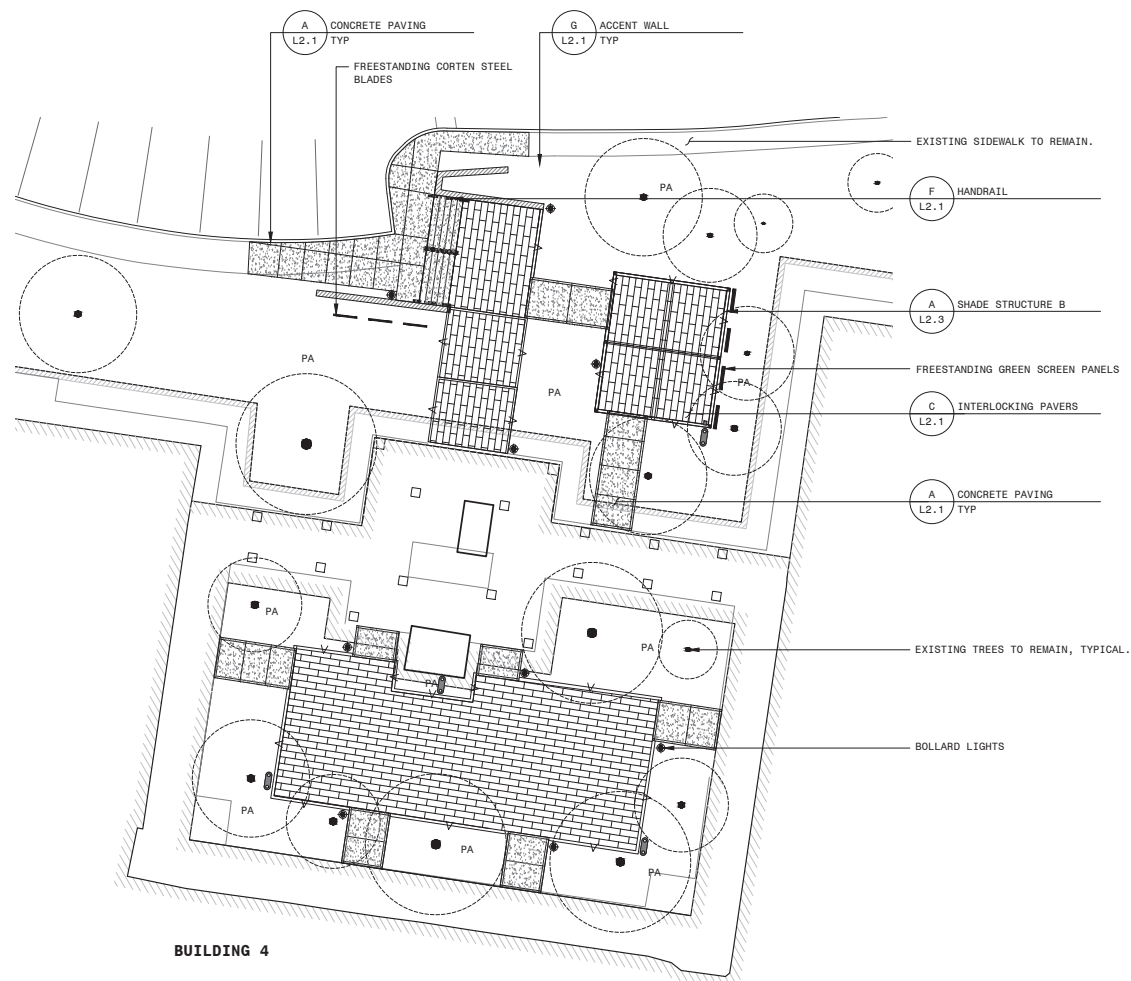 A
L2.1
CONCRETE PAVING
TYP
G
L2.1
ACCENT WALL
TYP
FREESTANDING CORTEN STEEL
BLADES
EXISTING SIDEWALK TO REMAIN.
PA
F
L2.1
HANDRAIL
A
L2.3
SHADE STRUCTURE B
PA
FREESTANDING GREEN SCREEN PANELS
PA
PA
C
L2.1
INTERLOCKING PAVERS
A
L2.1
CONCRETE PAVING
TYP
PA
PA
EXISTING TREES TO REMAIN, TYPICAL.
PA
BOLLARD LIGHTS
PA
PA
PA
BUILDING 4